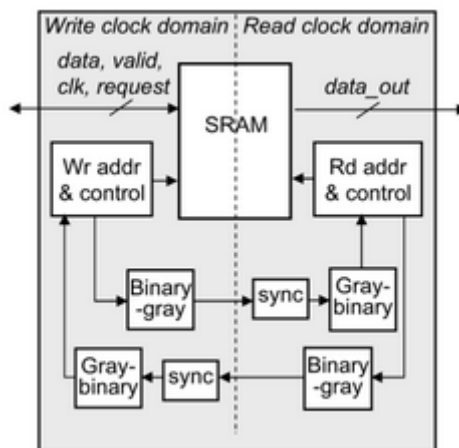 Write clock domain Read clock domain
data, valid,
clk, request
data_out
SRAM
Wr addr
& control
Rd addr
& control
Binary
-gray
sync
Gray-
binary
Gray-
binary
sync
Binary
-gray